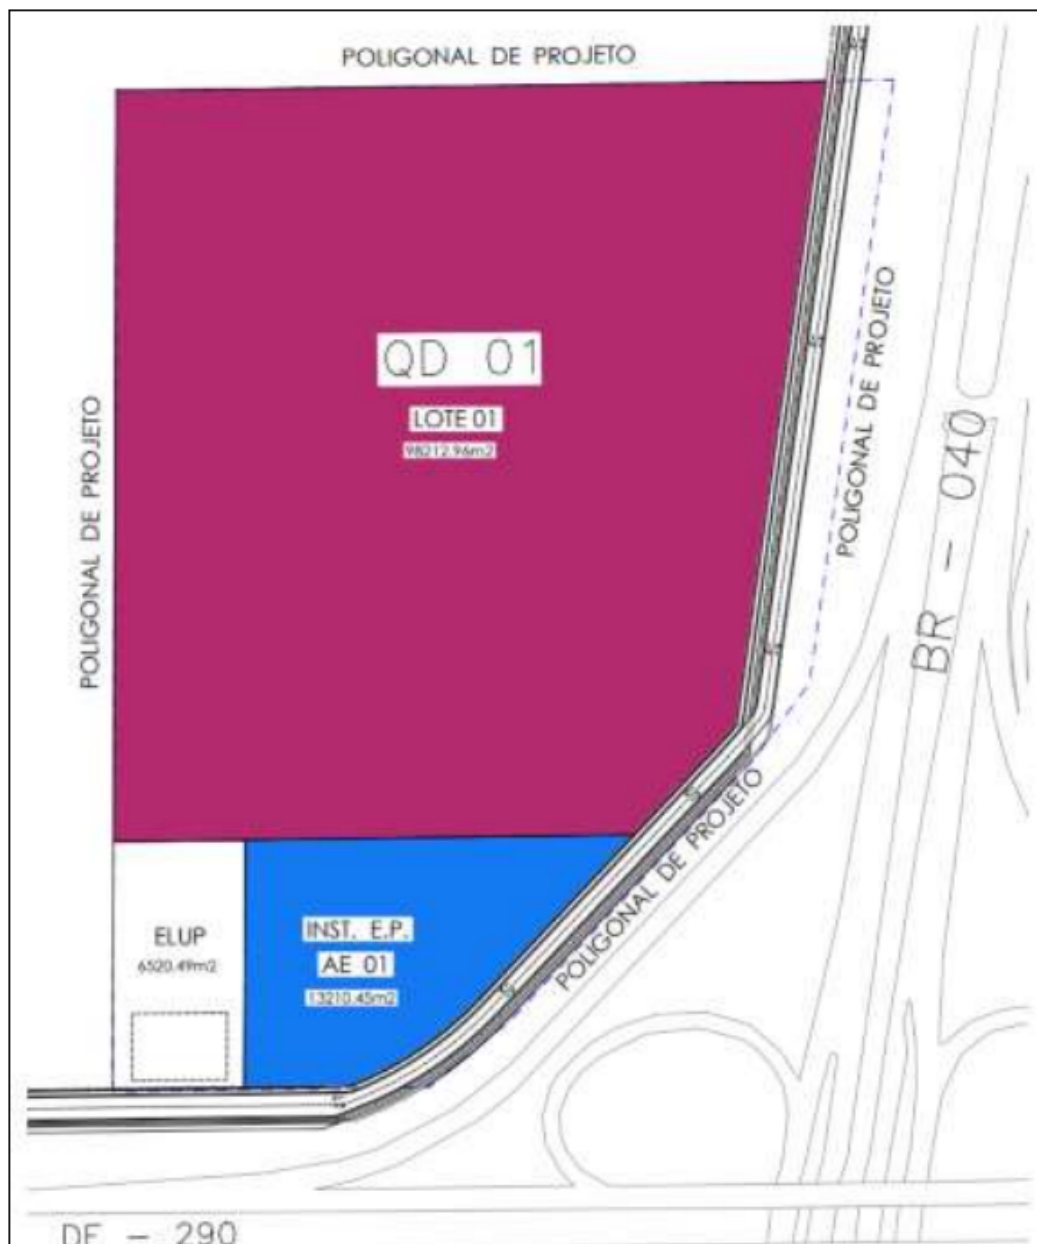 POLIGONAL DE PROJETO
QD 01
LOTE 01
98212.96m2
POLIGONAL DE PROJETO
POLIGONAL DE PROJETO
BR - 040
POLIGONAL DE PROJETO
ELUP
6520.49m2
INST. E.P.
AE 01
13210.45m2
DF - 290